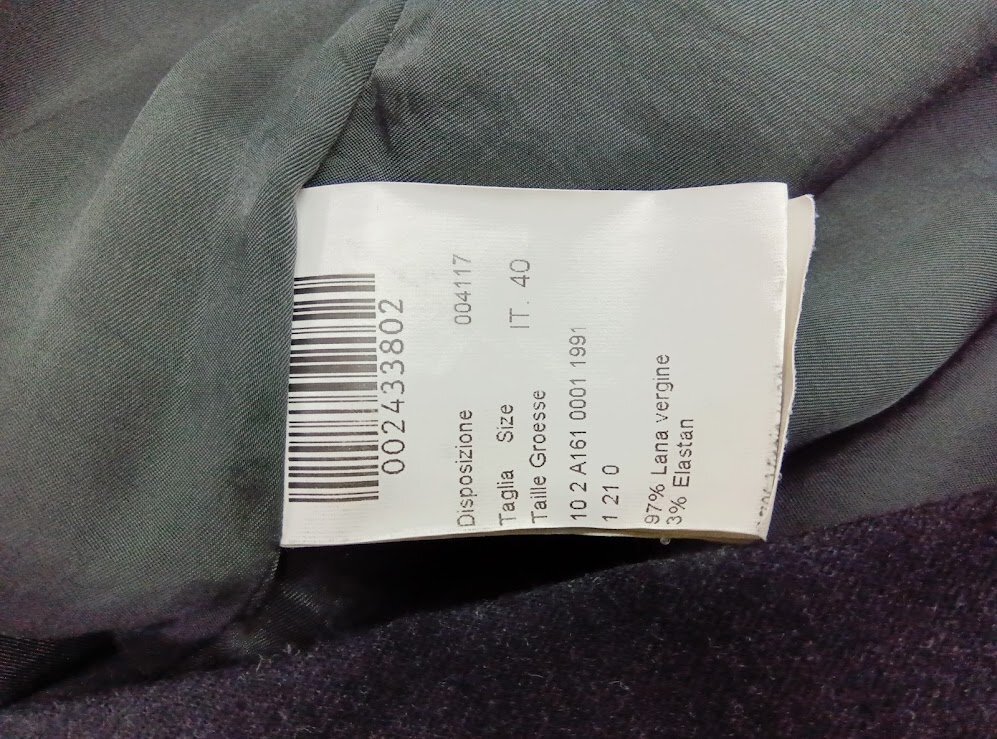 002433802
Disposizione 004117
Taglia Size IT. 40
Taille Groesse
10 2 A161 0001 1991
1 21 0
97% Lana vergine
3% Elastan